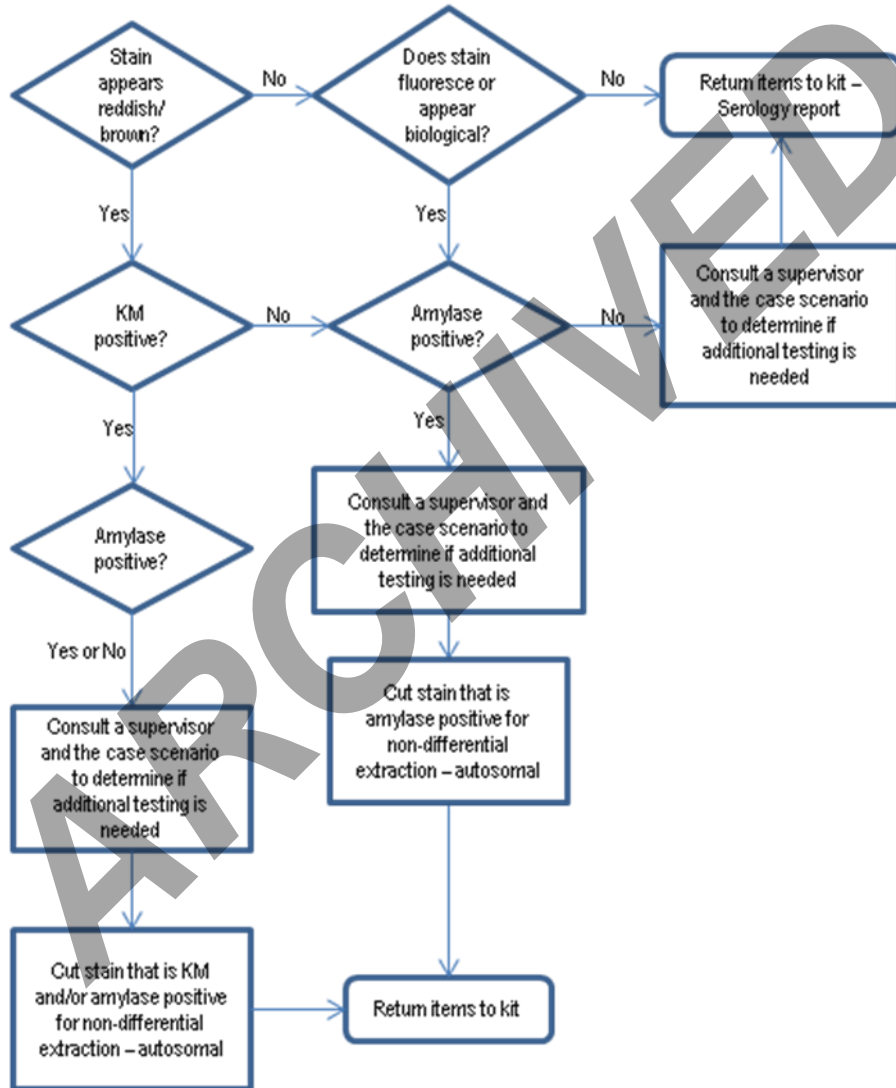 Stain
appears
reddish/
brown?
No
Does stain
fluoresce or
appear
biological?
No
Return items to kit –
Serology report
Yes
Yes
KM
positive?
No
Amylase
positive?
No
Consult a supervisor
and the case scenario
to determine if
additional testing is
needed
Yes
Yes
Amylase
positive?
Consult a supervisor and
the case scenario to
determine if additional
testing is needed
Yes or No
Consult a supervisor
and the case scenario
to determine if
additional testing is
needed
Cut stain that is
amylase positive for
non-differential
extraction – autosomal
Cut stain that is KM
and/or amylase positive
for non-differential
extraction – autosomal
Return items to kit
ARCHIVED